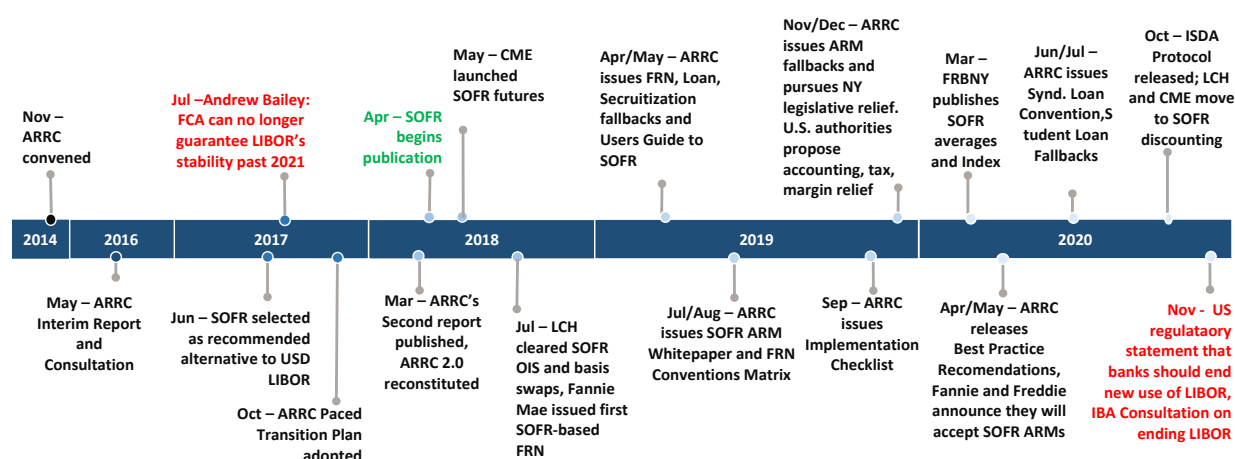 Nov –
ARRC
convened
Jul –Andrew Bailey:
FCA can no longer
guarantee LIBOR’s
stability past 2021
Apr – SOFR
begins
publication
May – CME
launched
SOFR futures
Apr/May – ARRC
issues FRN, Loan,
Secruitization
fallbacks and
Users Guide to
SOFR
Nov/Dec – ARRC
issues ARM
fallbacks and
pursues NY
legislative relief.
U.S. authorities
propose
accounting, tax,
margin relief
Mar –
FRBNY
publishes
SOFR
averages
and Index
Jun/Jul –
ARRC issues
Synd. Loan
Convention,S
tudent Loan
Fallbacks
Oct – ISDA
Protocol
released; LCH
and CME move
to SOFR
discounting
2014
2016
2017
2018
2019
2020
May – ARRC
Interim Report
and
Consultation
Jun – SOFR selected
as recommended
alternative to USD
LIBOR
Oct – ARRC Paced
Transition Plan
adopted
Mar – ARRC’s
Second report
published,
ARRC 2.0
reconstituted
Jul – LCH
cleared SOFR
OIS and basis
swaps, Fannie
Mae issued first
SOFR-based
FRN
Jul/Aug – ARRC
issues SOFR ARM
Whitepaper and FRN
Conventions Matrix
Sep – ARRC
issues
Implementation
Checklist
Apr/May – ARRC
releases
Best Practice
Recomendations,
Fannie and Freddie
announce they will
accept SOFR ARMs
Nov - US
regulataory
statement that
banks should end
new use of LIBOR,
IBA Consultation on
ending LIBOR